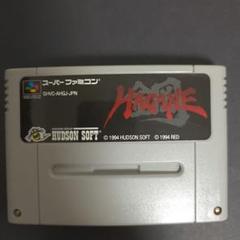 スーパーファミコン
SHVC-AHGJ-JPN
HAGANE
HUDSON SOFT
© 1994 HUDSON SOFT © 1994 RED